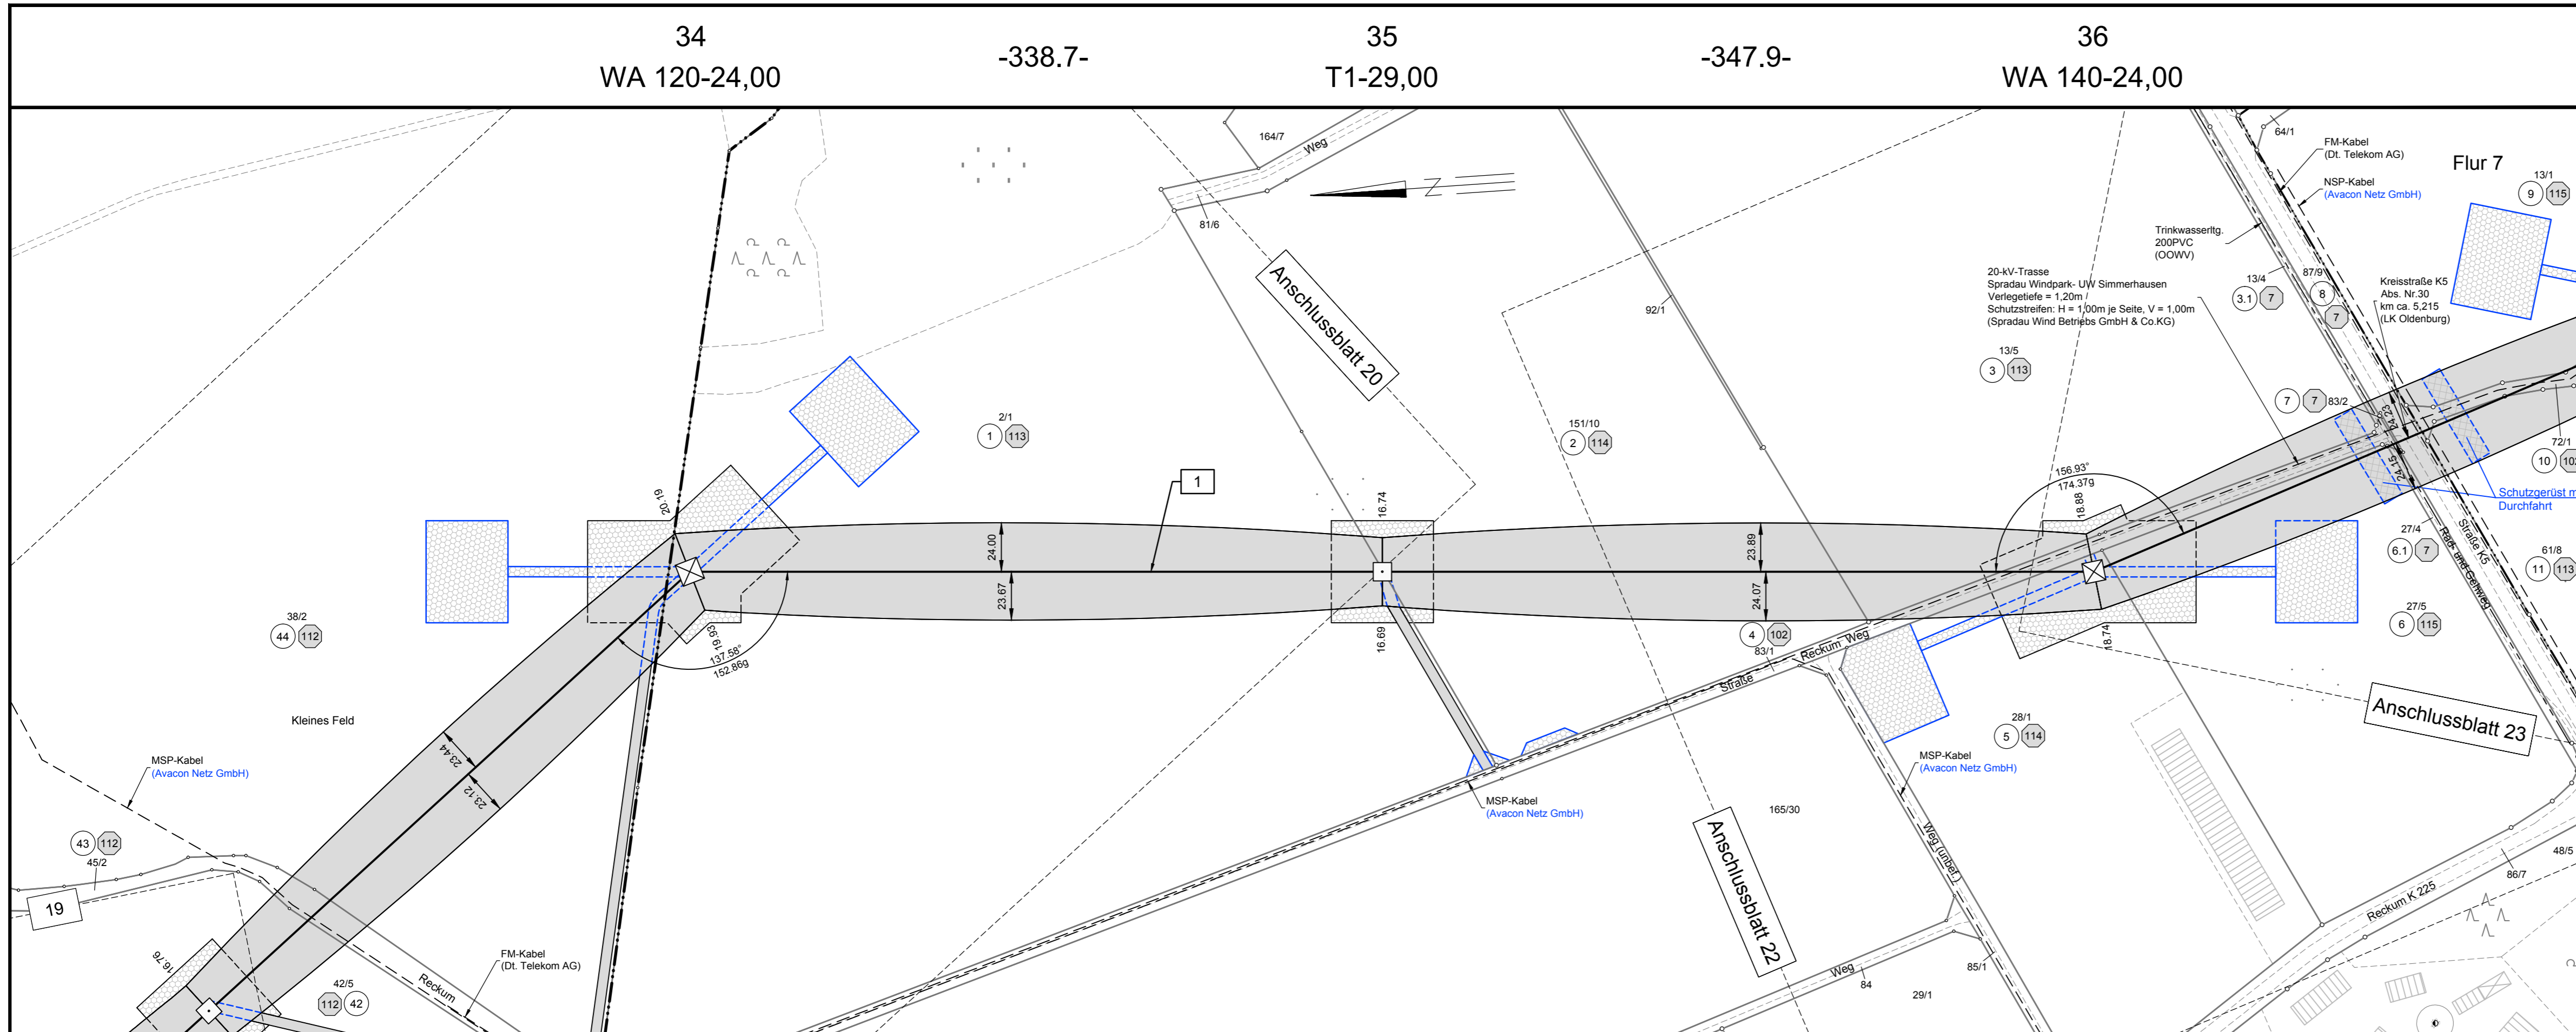 34
WA 120-24,00
-338.7-
35
T1-29,00
-347.9-
36
WA 140-24,00
164/7
Weg
81/6
N
Anschlussblatt 20
92/1
64/1
FM-Kabel
(Dt. Telekom AG)
NSP-Kabel
(Avacon Netz GmbH)
Flur 7
13/1
9
115
Trinkwasserltg.
200PVC
(OOWV)
20-kV-Trasse
Spradau Windpark- UW Simmerhausen
Verlegetiefe = 1,20m
Schutzstreifen: H = 1,00m je Seite, V = 1,00m
(Spradau Wind Betriebs GmbH & Co.KG)
13/4
3.1
7
87/9
8
7
Kreisstraße K5
Abs. Nr.30
km ca. 5,215
(LK Oldenburg)
13/5
3
113
7
7
83/2
24.23
24.15
2/1
1
113
151/10
2
114
72/1
10
Schutzgerüst m
Durchfahrt
1
20.19
24.00
23.67
16.74
16.69
23.89
24.07
156.93°
174.37g
18.88
18.74
19.93
137.58°
152.86g
27/4
6.1
7
Straße K5
Rad- und Gehweg
61/8
11
113
27/5
6
115
38/2
44
112
4
102
83/1
Reckum Weg
Straße
Kleines Feld
Anschlussblatt 23
28/1
5
114
MSP-Kabel
(Avacon Netz GmbH)
23.44
23.12
MSP-Kabel
(Avacon Netz GmbH)
MSP-Kabel
(Avacon Netz GmbH)
165/30
Anschlussblatt 22
Weg (unbef.)
43
112
45/2
19
48/5
86/7
Reckum K 225
16.76
FM-Kabel
(Dt. Telekom AG)
Reckum
42/5
112
42
Weg
84
85/1
29/1